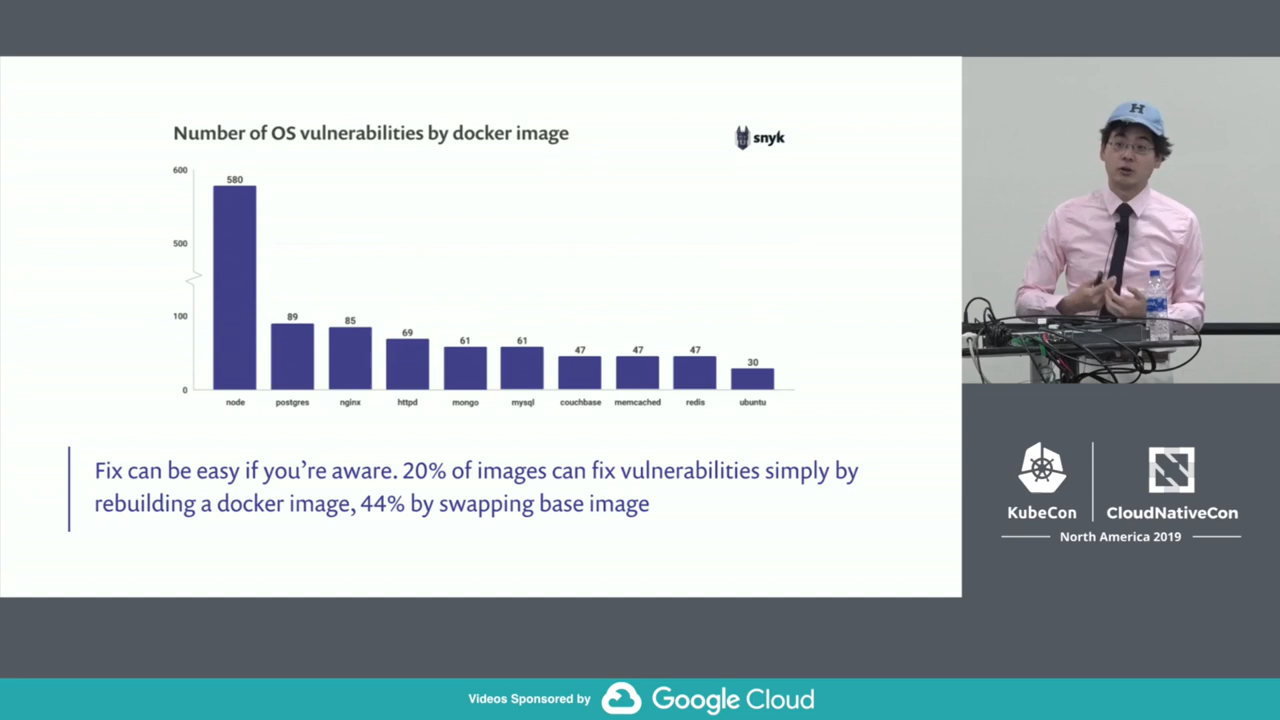 Number of OS vulnerabilities by docker image
snyk
600
500
100
0
580
89
85
69
61
61
47
47
47
30
node
postgres
nginx
httpd
mongo
mysql
couchbase
memcached
redis
ubuntu
Fix can be easy if you're aware. 20% of images can fix vulnerabilities simply by
rebuilding a docker image, 44% by swapping base image
H
KubeCon
CloudNativeCon
North America 2019
Videos Sponsored by
Google Cloud